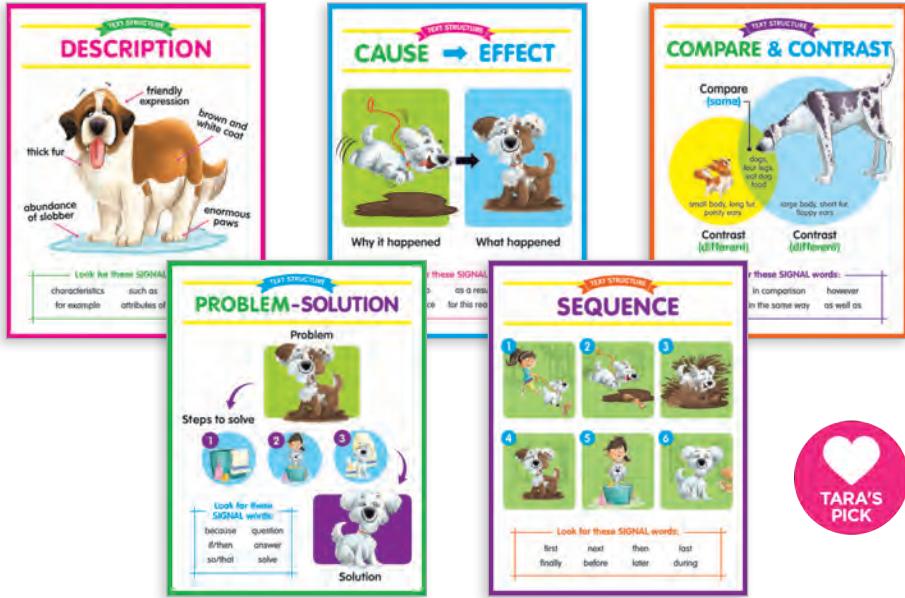 TEXT STRUCTURE
DESCRIPTION
friendly
expression
brown and
white coat
thick fur
abundance
of slobber
enormous
paws
Look for these SIGNAL
characteristics
such as
for example
attributes of
TEXT STRUCTURE
CAUSE EFFECT
Why it happened
What happened
these SIGNAL
as a resu
for this rea
TEXT STRUCTURE
COMPARE & CONTRAST
Compare
(same)
dogs,
four legs,
eat dog
food
small body, long fur,
pointy ears
large body, short fur,
floppy ears
Contrast
(different)
Contrast
(different)
these SIGNAL words:
in comparison
however
in the same way
as well as
TEXT STRUCTURE
PROBLEM-SOLUTION
Problem
Steps to solve
1
2
3
Look for these
SIGNAL words:
because
question
if/then
answer
so/that
solve
Solution
TEXT STRUCTURE
SEQUENCE
1
2
3
4
5
6
Look for these SIGNAL words:
first
next
then
last
finally
before
later
during
TARA'S
PICK